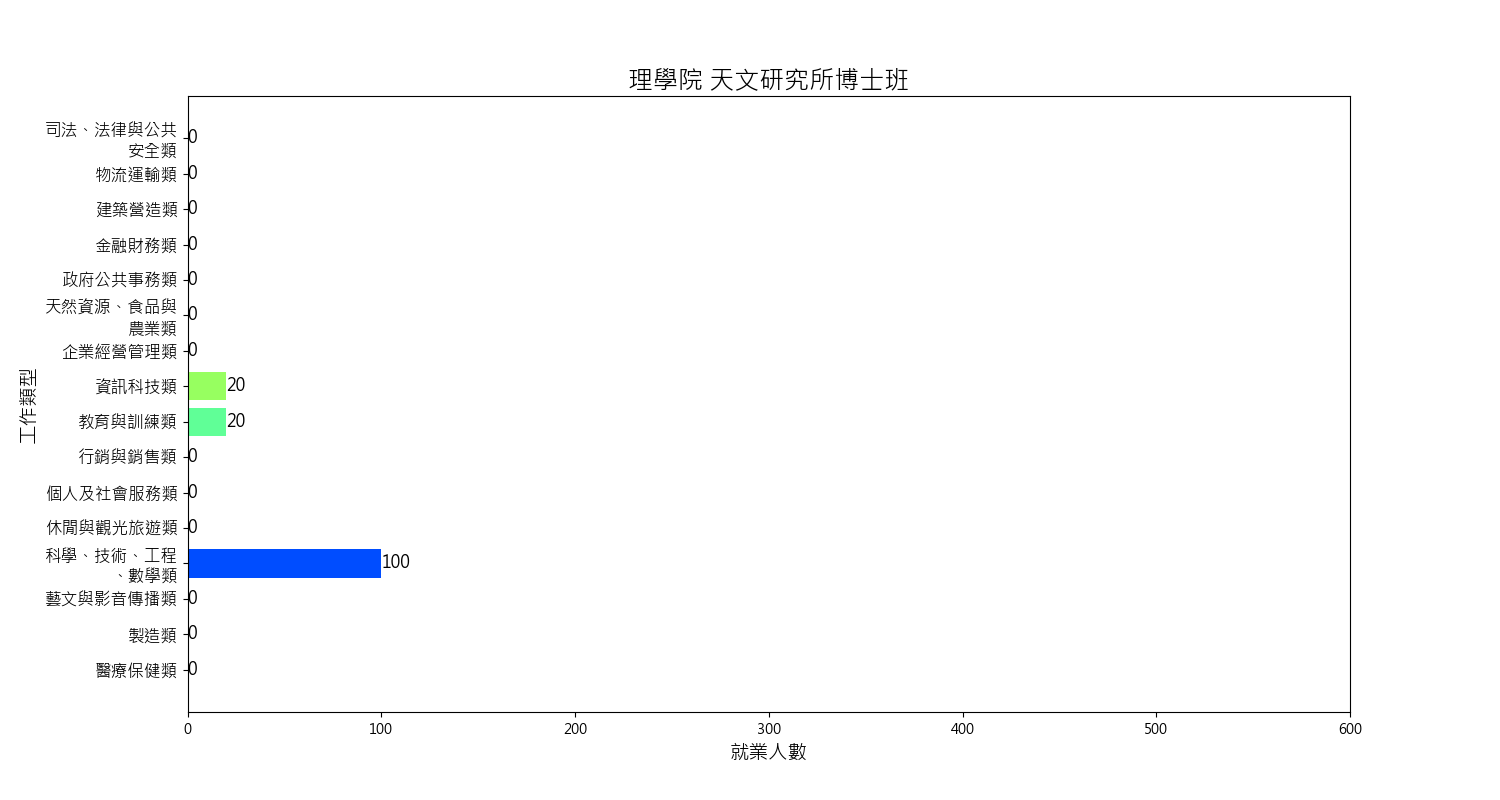 理學院 天文研究所博士班
司法、法律與公共
安全類
0
物流運輸類
0
建築營造類
0
金融財務類
0
政府公共事務類
0
天然資源、食品與
農業類
0
企業經營管理類
0
資訊科技類
20
教育與訓練類
20
行銷與銷售類
0
個人及社會服務類
0
休閒與觀光旅遊類
0
科學、技術、工程
、數學類
100
藝文與影音傳播類
0
製造類
0
醫療保健類
0
工作類型
0 100 200 300 400 500 600
就業人數